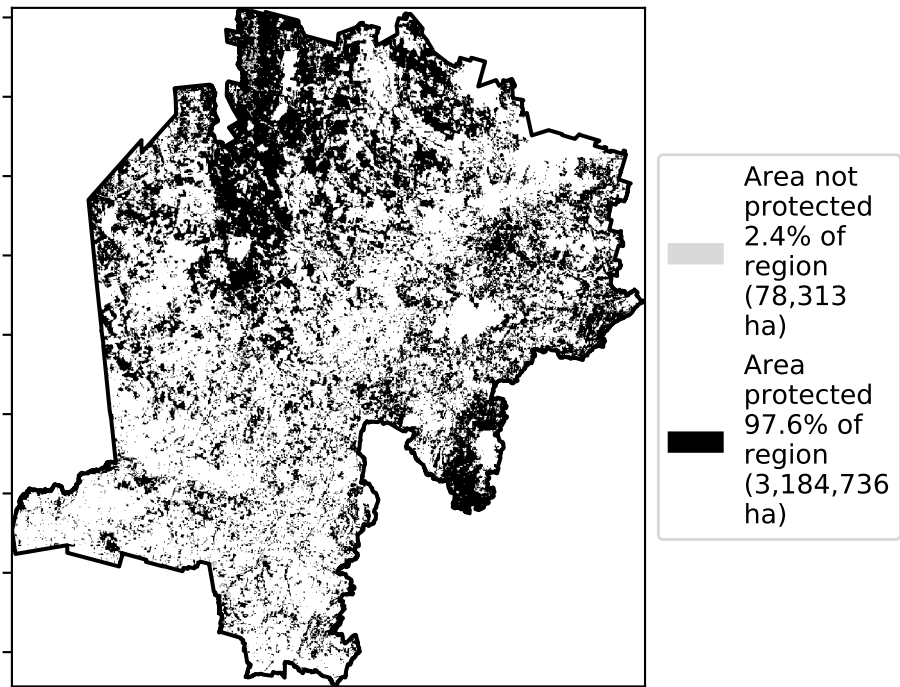 Area not
protected
2.4% of
region
(78,313
ha)
Area
protected
97.6% of
region
(3,184,736
ha)